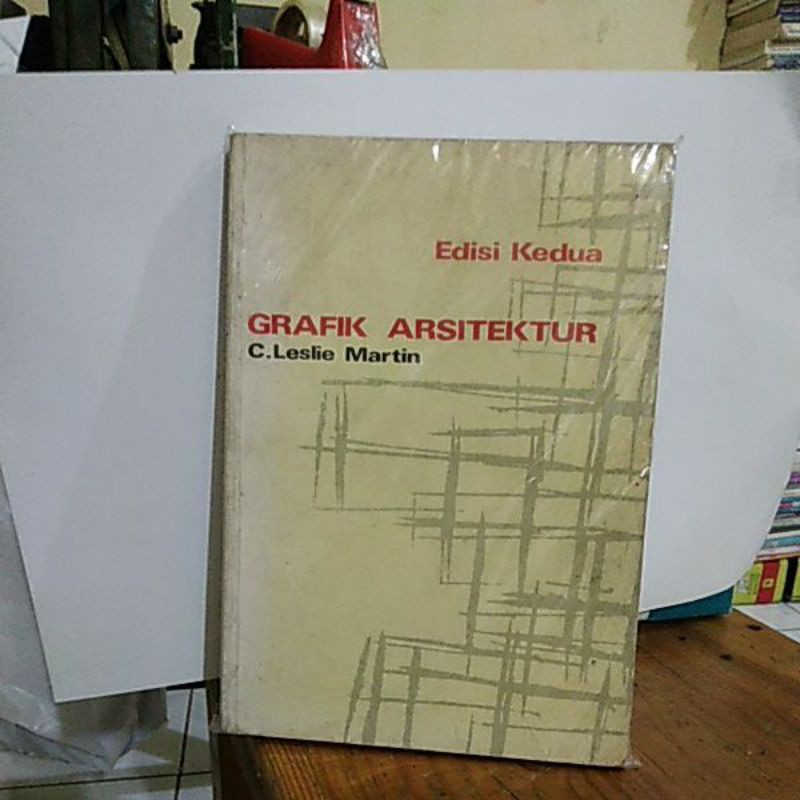 Edisi Kedua
GRAFIK ARSITEKTUR
C.Leslie Martin